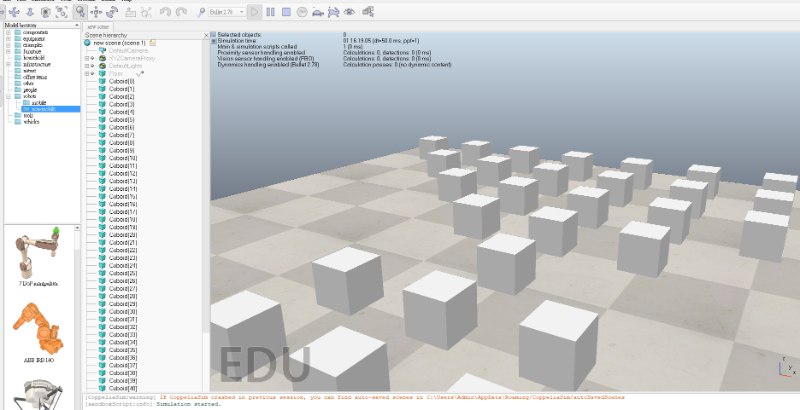 Bullet 2.78
Model browser
components
equipment
examples
furniture
household
infrastructure
nature
office items
other
people
robots
mobile
non-mobile
tools
vehicles
7 DoF manipulator
ABB IRB 140
new scene
Scene hierarchy
new scene (scene 1)
DefaultCamera
XYZCameraProxy
DefaultLights
Floor
Cuboid[0]
Cuboid[1]
Cuboid[2]
Cuboid[3]
Cuboid[4]
Cuboid[5]
Cuboid[6]
Cuboid[7]
Cuboid[8]
Cuboid[9]
Cuboid[10]
Cuboid[11]
Cuboid[12]
Cuboid[13]
Cuboid[14]
Cuboid[15]
Cuboid[16]
Cuboid[17]
Cuboid[18]
Cuboid[19]
Cuboid[20]
Cuboid[21]
Cuboid[22]
Cuboid[23]
Cuboid[24]
Cuboid[25]
Cuboid[26]
Cuboid[27]
Cuboid[28]
Cuboid[29]
Cuboid[30]
Cuboid[31]
Cuboid[32]
Cuboid[33]
Cuboid[34]
Cuboid[35]
Cuboid[36]
Cuboid[37]
Cuboid[38]
Cuboid[39]
Cuboid[40]
Selected objects: 0
Simulation time: 01:16:19.05 (dt=50.0 ms, ppf=1)
Main & simulation scripts called 1 (0 ms)
Proximity sensor handling enabled Calculations: 0, detections: 0 (0 ms)
Vision sensor handling enabled (FBO) Calculations: 0, detections: 0 (0 ms)
Dynamics handling enabled (Bullet 2.78) Calculation passes: 0 (no dynamic content)
EDU
z
y
x
[CoppeliaSim:warning] If CoppeliaSim crashed in previous session, you can find auto-saved scenes in C:\Users\Admin\AppData\Roaming/CoppeliaSim/autoSavedScenes
[sandboxScript:info] Simulation started.